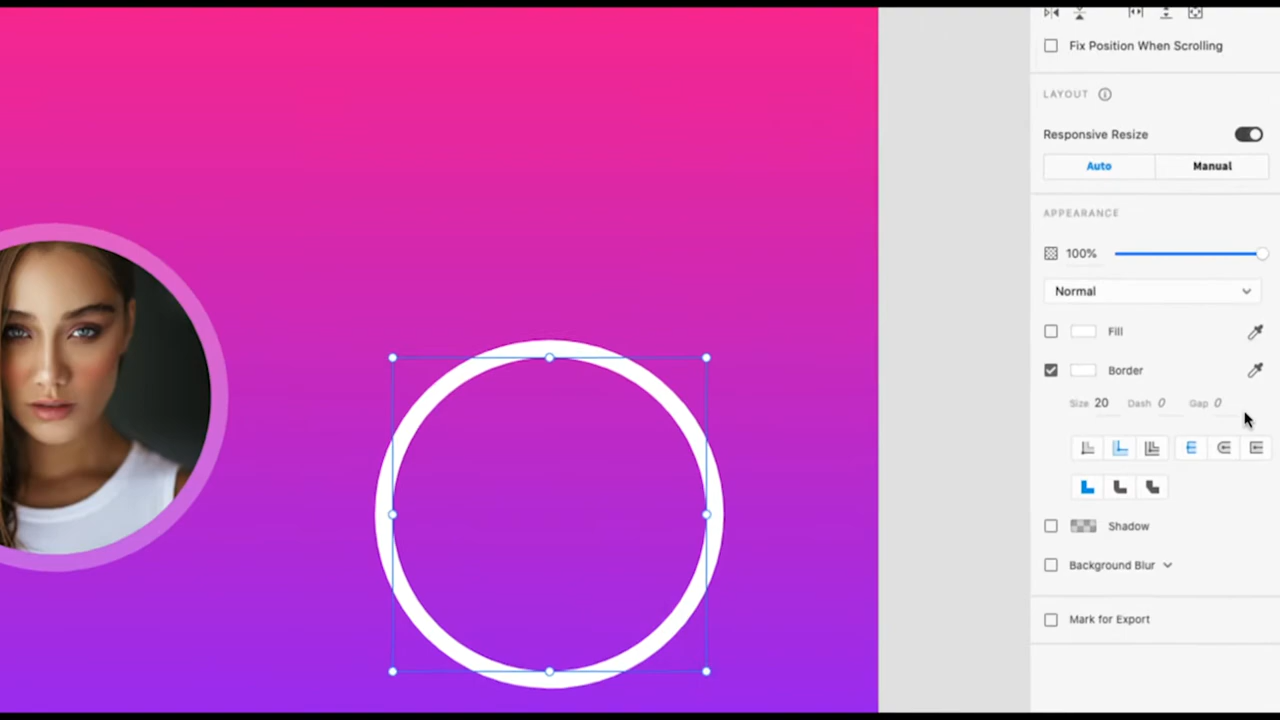 Fix Position When Scrolling
LAYOUT
Responsive Resize
Auto Manual
APPEARANCE
100%
Normal
Fill
Border
Size 20 Dash 0 Gap 0
Shadow
Background Blur
Mark for Export